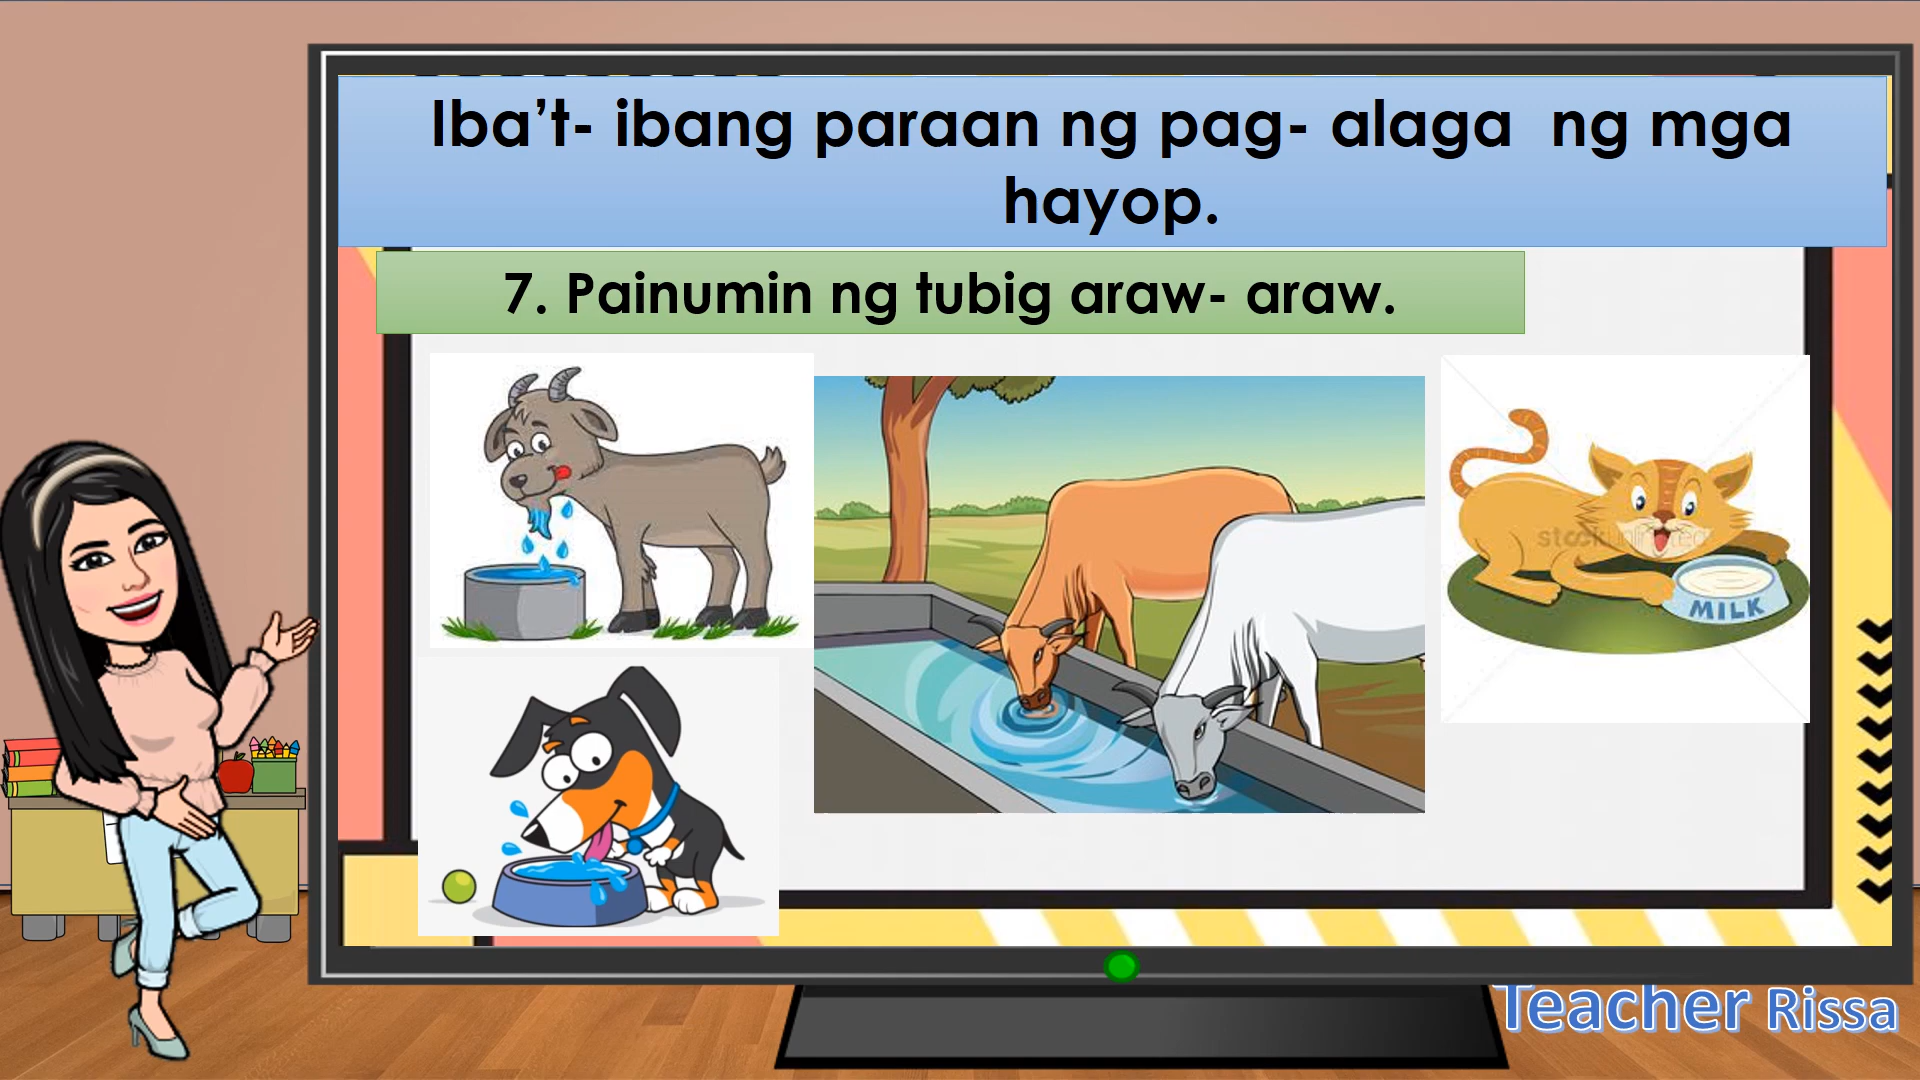 Iba’t- ibang paraan ng pag- alaga  ng mga
hayop.
7. Painumin ng tubig araw- araw.
MILK
Teacher Rissa